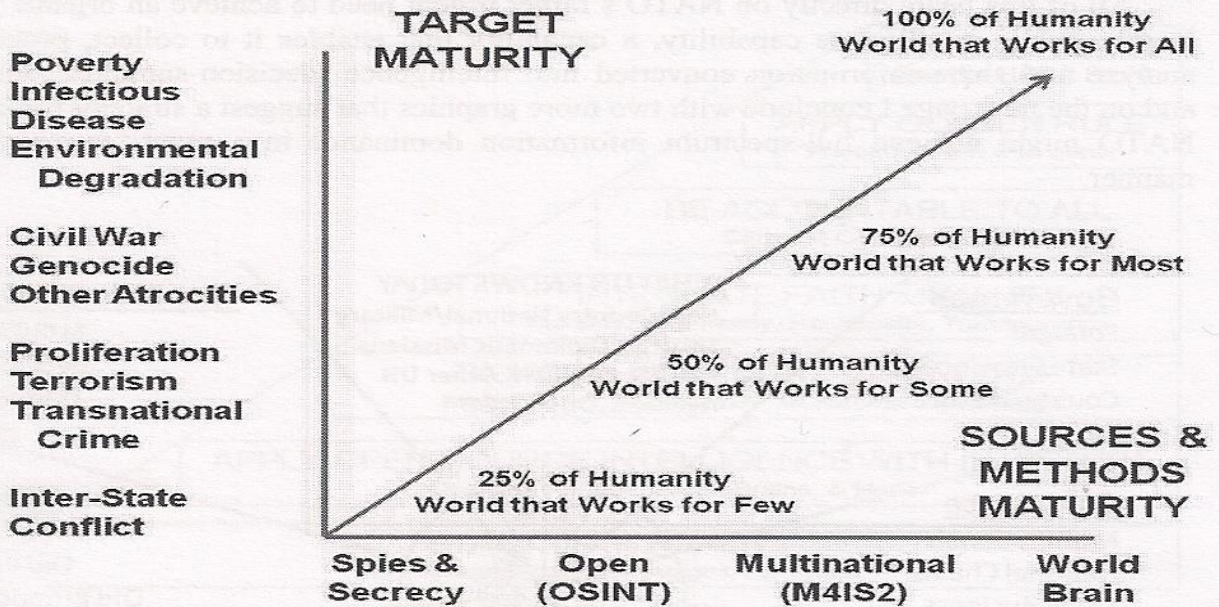 TARGET
MATURITY
100% of Humanity
World that Works for All
Poverty
Infectious
Disease
Environmental
Degradation
Civil War
Genocide
Other Atrocities
75% of Humanity
World that Works for Most
Proliferation
Terrorism
Transnational
Crime
50% of Humanity
World that Works for Some
SOURCES &
METHODS
MATURITY
Inter-State
Conflict
25% of Humanity
World that Works for Few
Spies &
Secrecy
Open
(OSINT)
Multinational
(M4IS2)
World
Brain